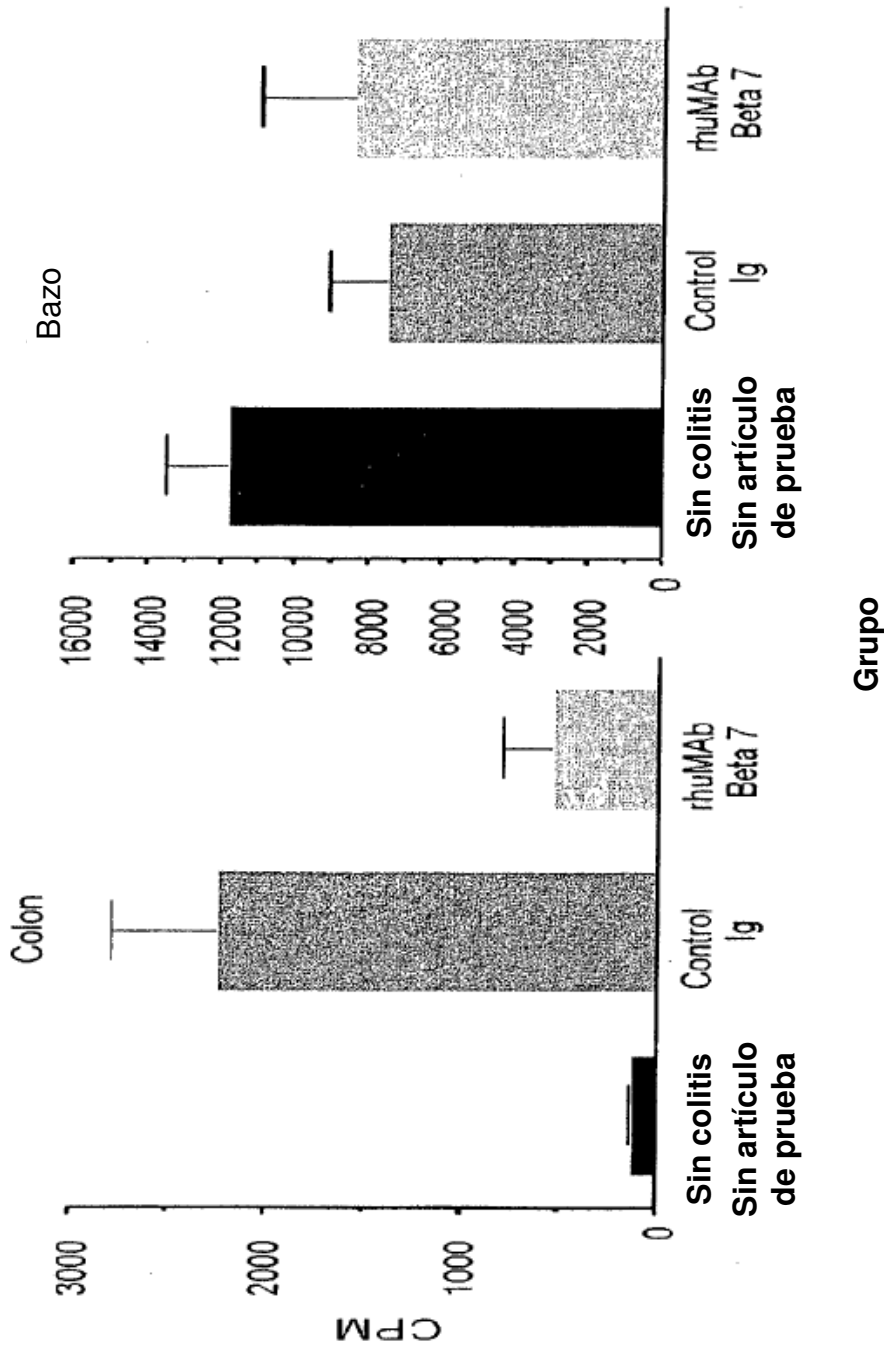 Colon
Bazo
CPM
3000
2000
1000
0
16000
14000
12000
10000
8000
6000
4000
2000
0
Sin colitis
Sin artículo
de prueba
Control
Ig
rhuMAb
Beta 7
Sin colitis
Sin artículo
de prueba
Control
Ig
rhuMAb
Beta 7
Grupo